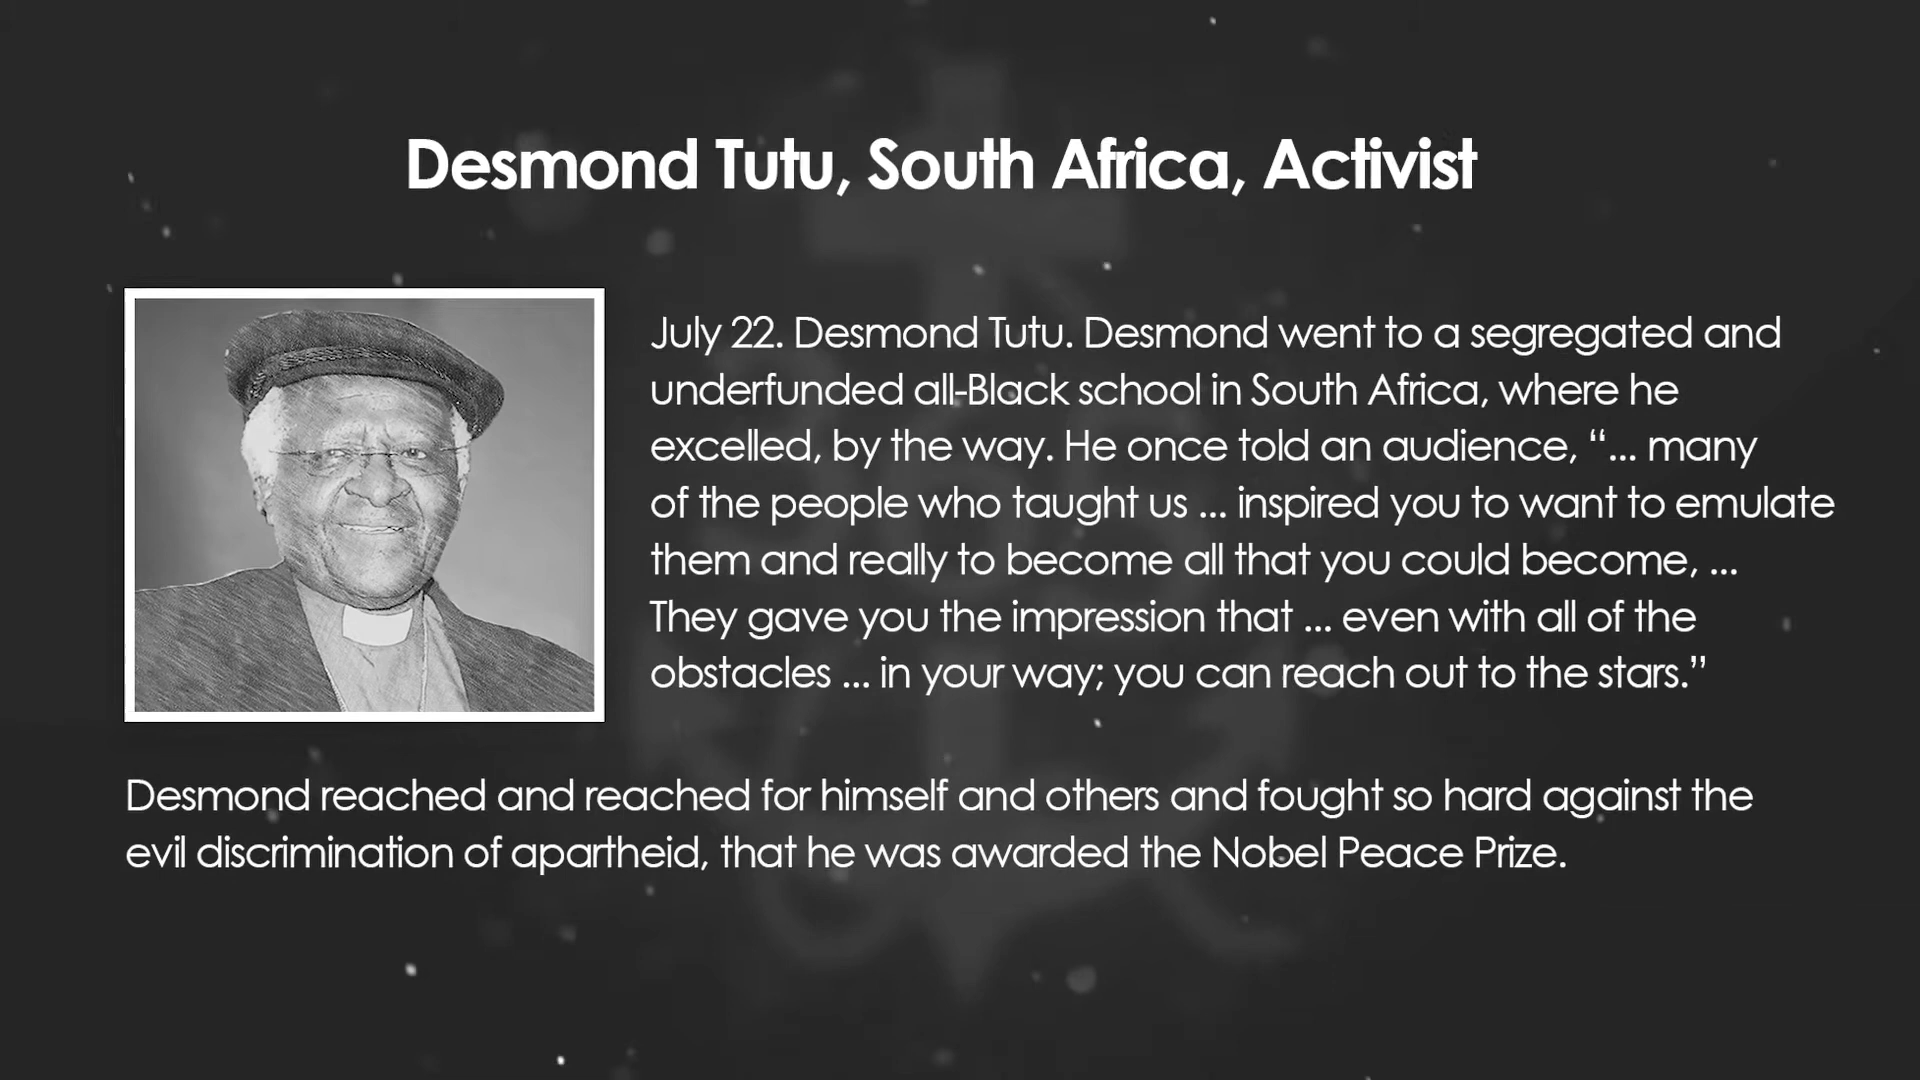 Desmond Tutu, South Africa, Activist
July 22. Desmond Tutu. Desmond went to a segregated and
underfunded all-Black school in South Africa, where he
excelled, by the way. He once told an audience, “... many
of the people who taught us ... inspired you to want to emulate
them and really to become all that you could become, ...
They gave you the impression that ... even with all of the
obstacles ... in your way; you can reach out to the stars.”
Desmond reached and reached for himself and others and fought so hard against the
evil discrimination of apartheid, that he was awarded the Nobel Peace Prize.